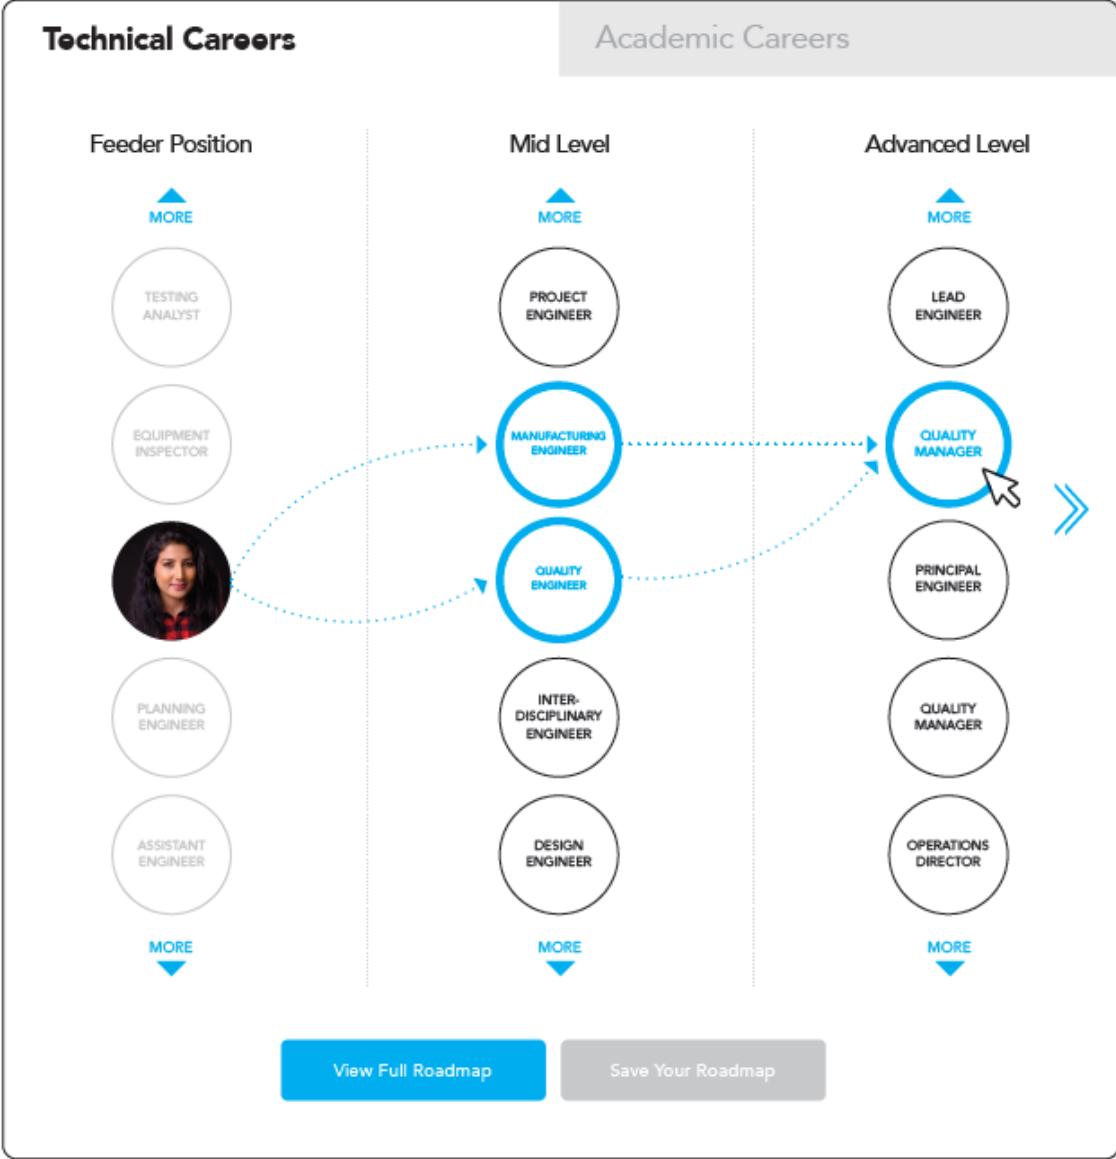 Technical Careers
Academic Careers
Feeder Position
MORE
TESTING
ANALYST
EQUIPMENT
INSPECTOR
PLANNING
ENGINEER
ASSISTANT
ENGINEER
MORE
Mid Level
MORE
PROJECT
ENGINEER
MANUFACTURING
ENGINEER
QUALITY
ENGINEER
INTER-
DISCIPLINARY
ENGINEER
DESIGN
ENGINEER
MORE
Advanced Level
MORE
LEAD
ENGINEER
QUALITY
MANAGER
PRINCIPAL
ENGINEER
QUALITY
MANAGER
OPERATIONS
DIRECTOR
MORE
View Full Roadmap
Save Your Roadmap